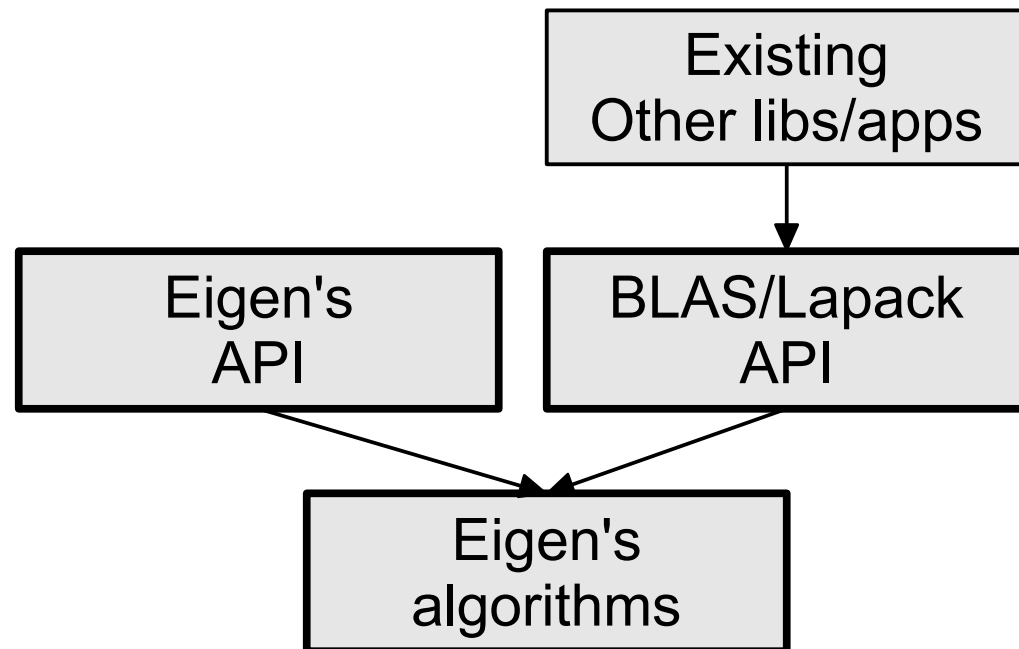 Existing
Other libs/apps
Eigen's
API
BLAS/Lapack
API
Eigen's
algorithms